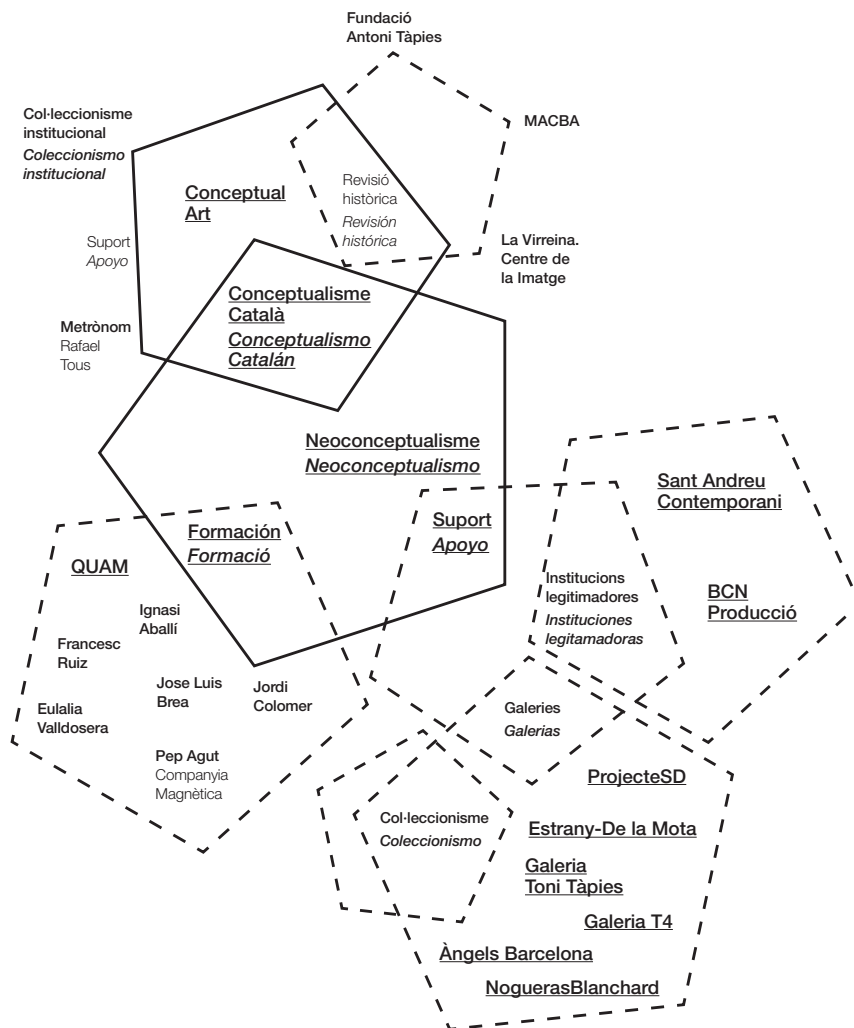 Fundació
Antoni Tàpies
Col·leccionisme
institucional
Coleccionismo
institucional
MACBA
Conceptual
Art
Revisió
històrica
Revisión
histórica
Suport
Apoyo
La Virreina.
Centre de
la Imatge
Conceptualisme
Català
Conceptualismo
Catalán
Metrònom
Rafael
Tous
Neoconceptualisme
Neoconceptualismo
Sant Andreu
Contemporani
Suport
Apoyo
Formación
Formació
QUAM
Institucions
legitimadores
Instituciones
legitamadoras
BCN
Producció
Ignasi
Aballí
Francesc
Ruiz
Jose Luis
Brea
Jordi
Colomer
Eulalia
Valldosera
Galeries
Galerias
Pep Agut
Companyia
Magnètica
ProjecteSD
Col·leccionisme
Coleccionismo
Estrany-De la Mota
Galeria
Toni Tàpies
Galeria T4
Àngels Barcelona
NoguerasBlanchard